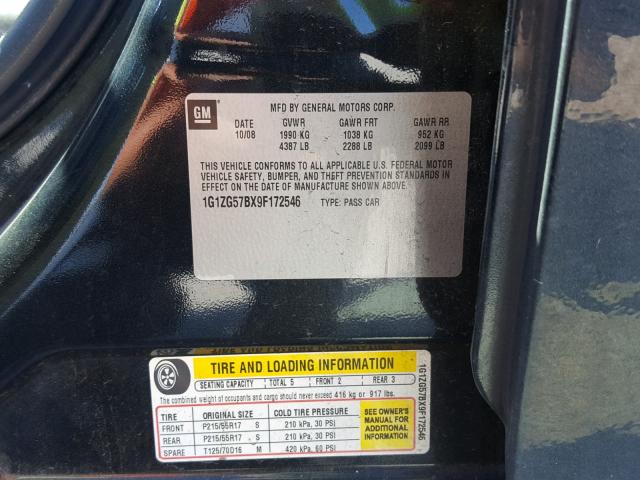 GM
MFD BY GENERAL MOTORS CORP.
DATE GVWR GAWR FRT GAWR RR
10/08 1990 KG 1038 KG 952 KG
4387 LB 2288 LB 2099 LB
THIS VEHICLE CONFORMS TO ALL APPLICABLE U.S. FEDERAL MOTOR
VEHICLE SAFETY, BUMPER, AND THEFT PREVENTION STANDARDS
IN EFFECT ON THE DATE OF MANUFACTURE SHOWN ABOVE.
1G1ZG57BX9F172546 TYPE: PASS CAR
TIRE AND LOADING INFORMATION
SEATING CAPACITY TOTAL 5 FRONT 2 REAR 3
The combined weight of occupants and cargo should never exceed 416 kg or 917 lbs.
TIRE ORIGINAL SIZE COLD TIRE PRESSURE
FRONT P215/55R17 S 210 kPa, 30 PSI
REAR P215/55R17 S 210 kPa, 30 PSI
SPARE T125/70D16 M 420 kPa, 60 PSI
SEE OWNER'S
MANUAL FOR
ADDITIONAL
INFORMATION
1G1ZG57BX9F172546